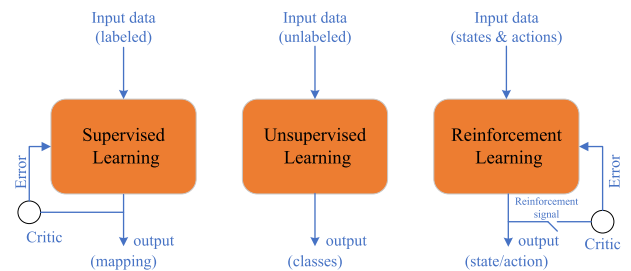 Input data
(labeled)
Input data
(unlabeled)
Input data
(states & actions)
Supervised
Learning
Unsupervised
Learning
Reinforcement
Learning
Error
Critic
output
(mapping)
output
(classes)
Reinforcement
signal
Error
Critic
output
(state/action)